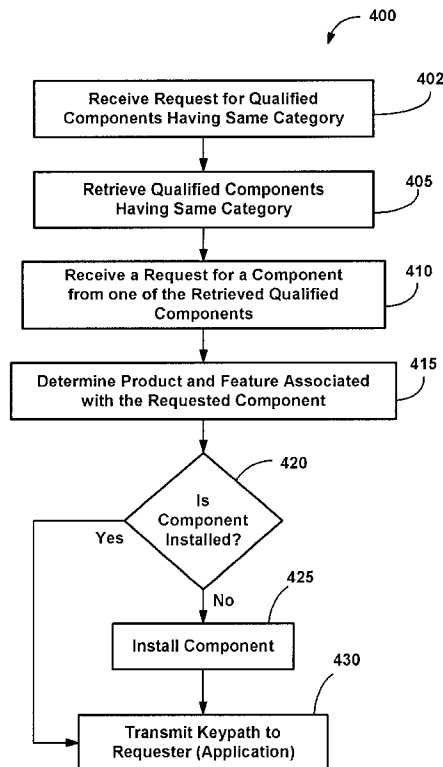 400
Receive Request for Qualified
Components Having Same Category
402
Retrieve Qualified Components
Having Same Category
405
Receive a Request for a Component
from one of the Retrieved Qualified
Components
410
Determine Product and Feature Associated
with the Requested Component
415
420
Is
Component
Installed?
Yes
No
425
Install Component
430
Transmit Keypath to
Requester (Application)